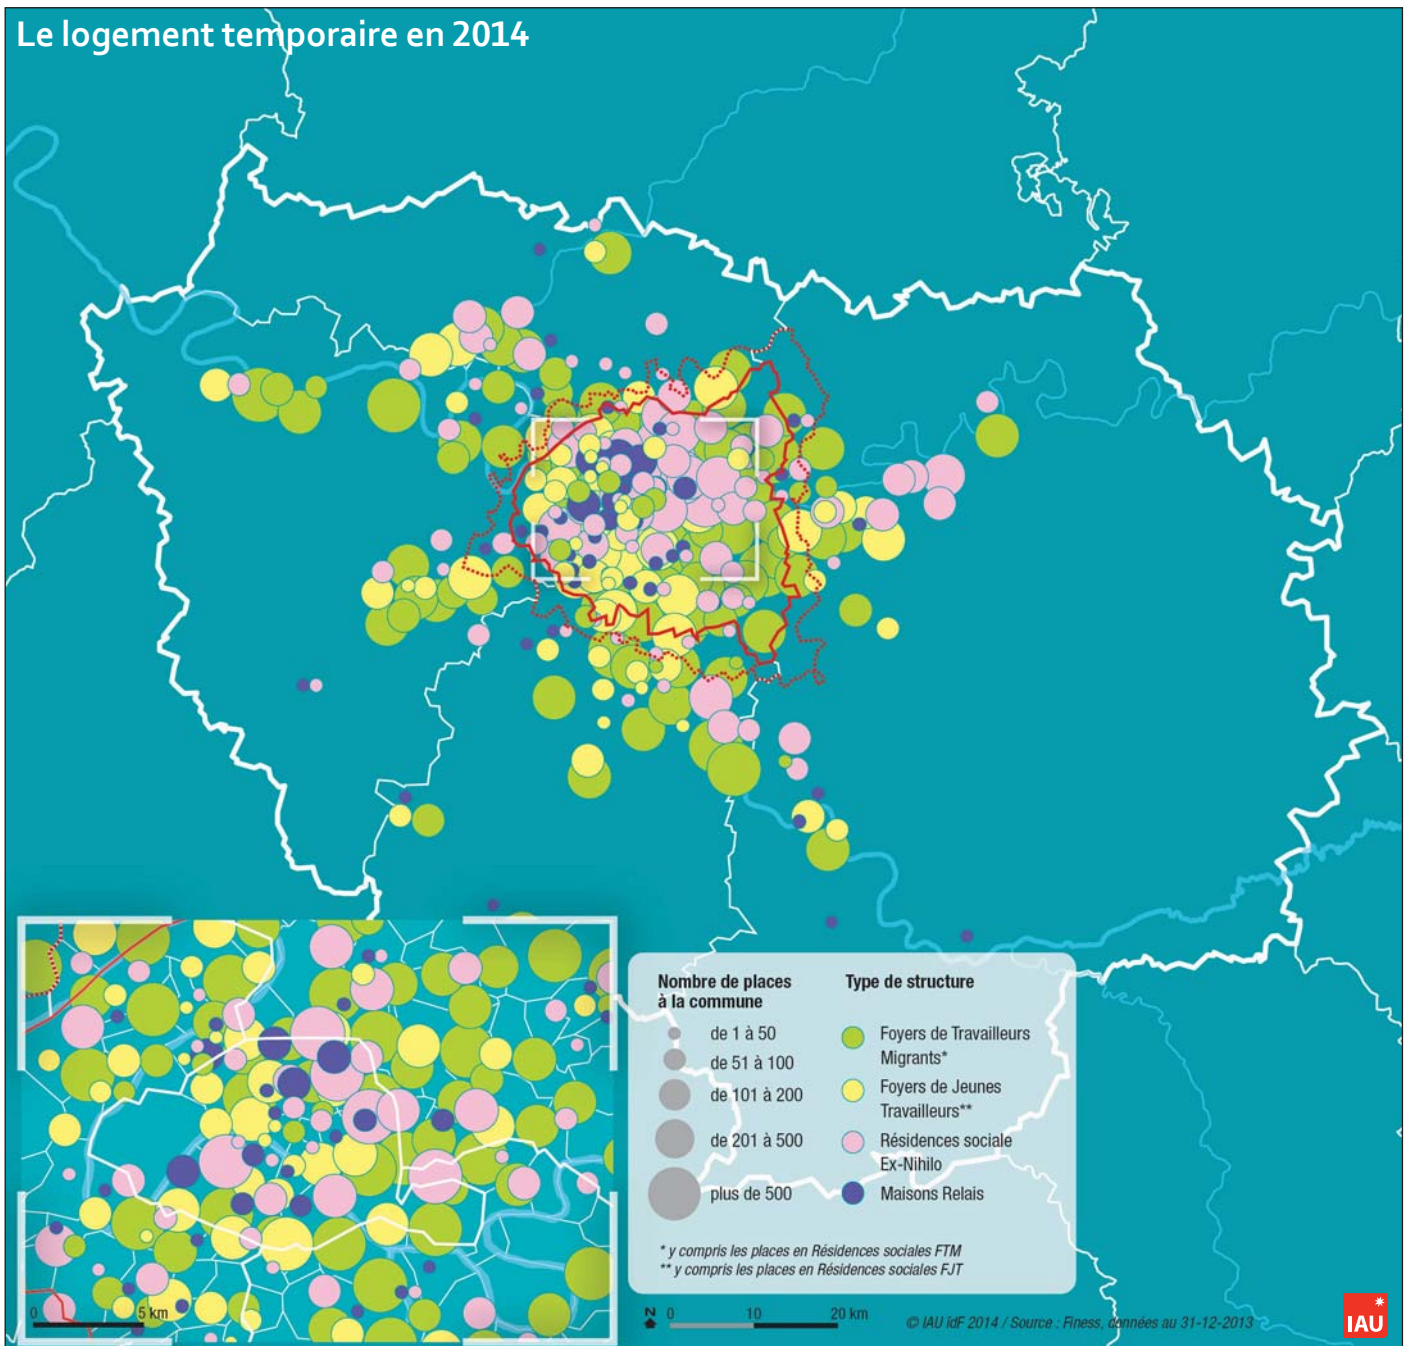 Le logement temporaire en 2014
Nombre de places
à la commune
de 1 à 50
de 51 à 100
de 101 à 200
de 201 à 500
plus de 500
Type de structure
Foyers de Travailleurs
Migrants*
Foyers de Jeunes
Travailleurs**
Résidences sociale
Ex-Nihilo
Maisons Relais
* y compris les places en Résidences sociales FTM
** y compris les places en Résidences sociales FJT
0 5 km
N 0 10 20 km
© IAU îdF 2014 / Source : Finess, données au 31-12-2013
IAU